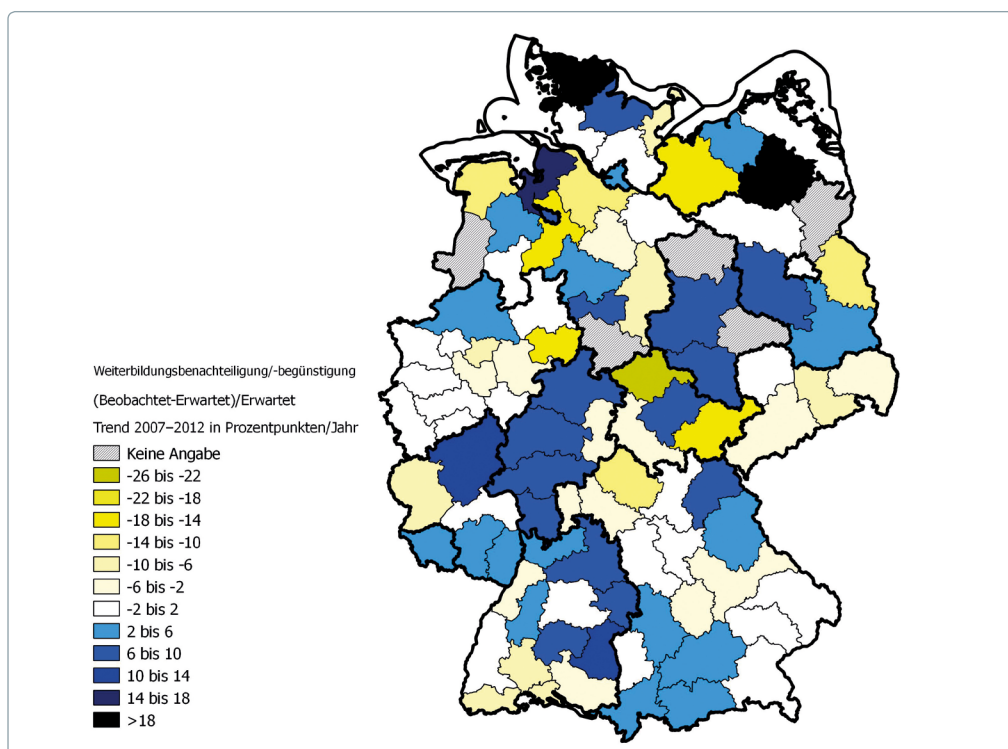 Weiterbildungsbenachteiligung/-begünstigung
(Beobachtet-Erwartet)/Erwartet
Trend 2007–2012 in Prozentpunkten/Jahr
Keine Angabe
-26 bis -22
-22 bis -18
-18 bis -14
-14 bis -10
-10 bis -6
-6 bis -2
-2 bis 2
2 bis 6
6 bis 10
10 bis 14
14 bis 18
>18